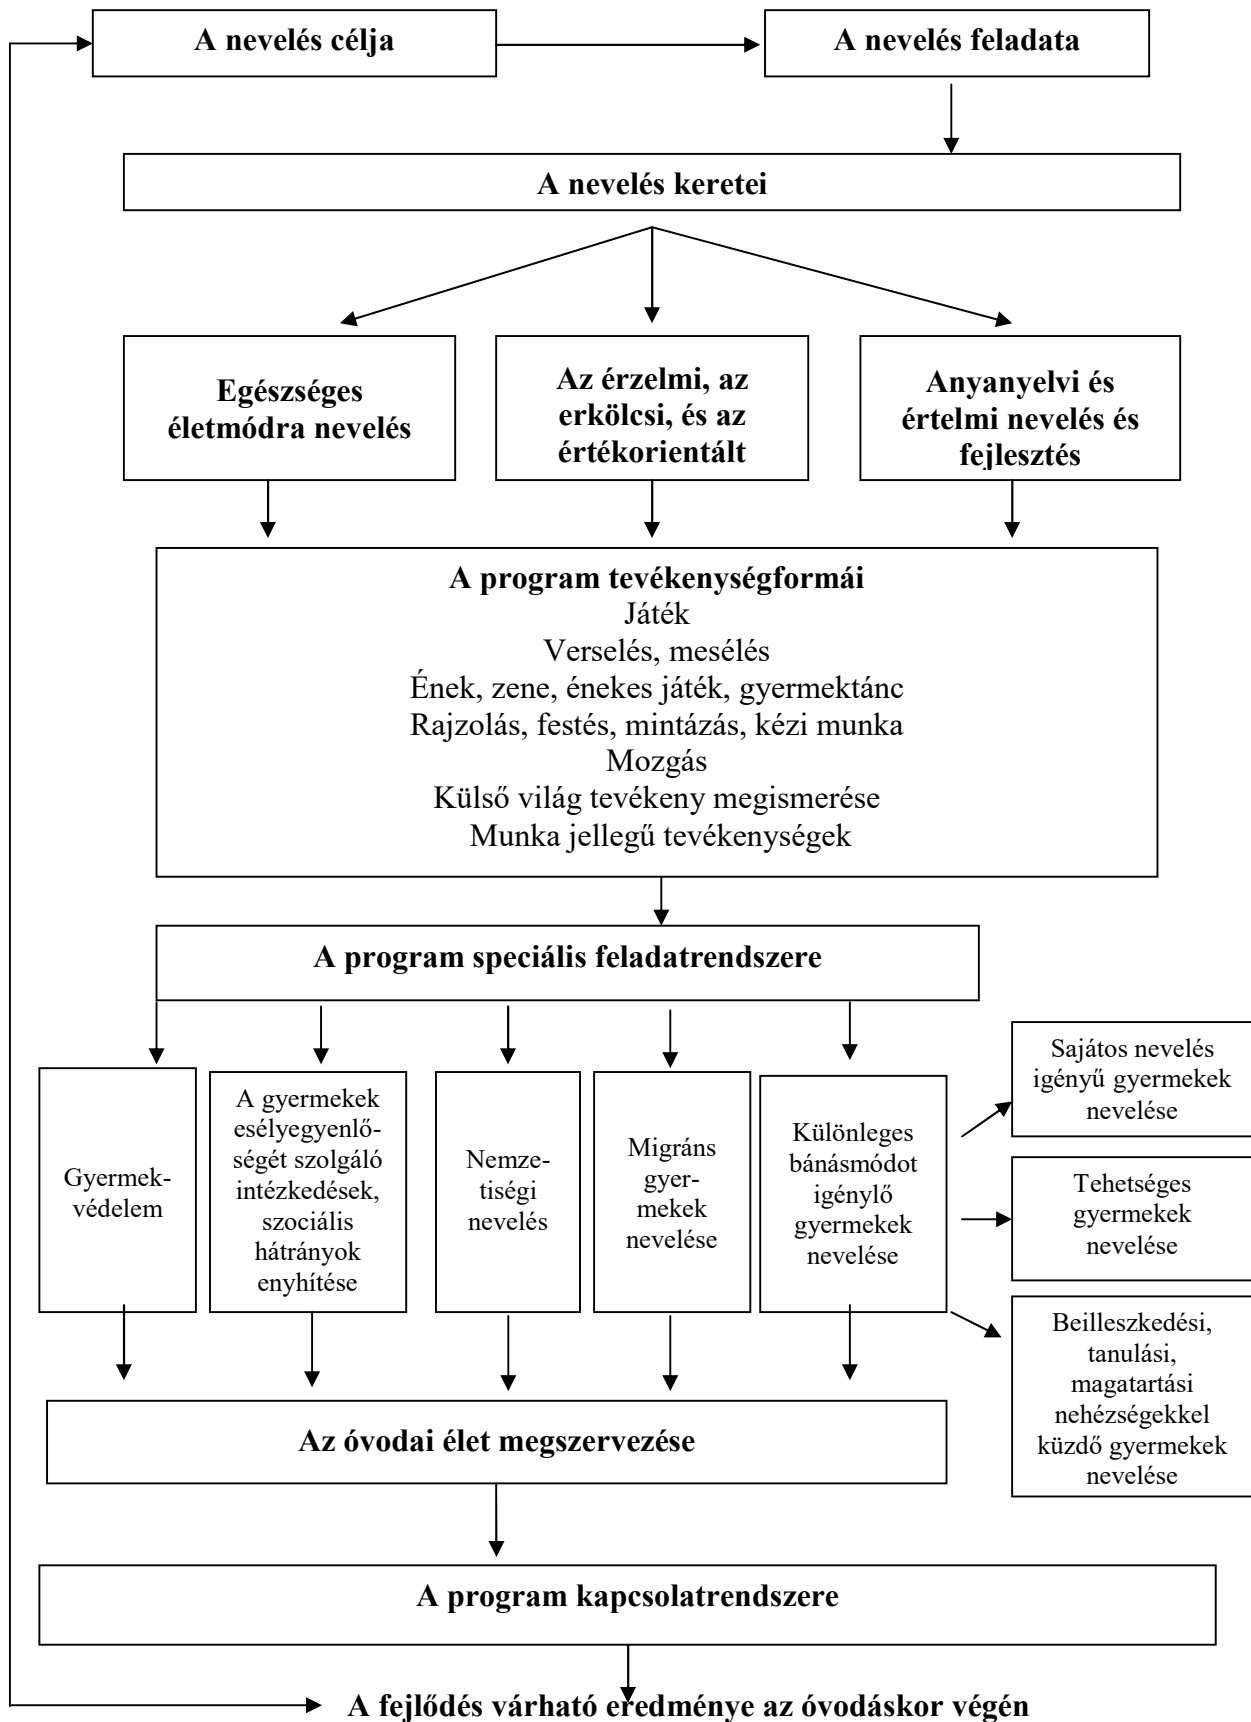 A nevelés célja
A nevelés feladata
A nevelés keretei
Egészséges
életmódra nevelés
Az érzelmi, az
erkölcsi, és az
értékorientált
Anyanyelvi és
értelmi nevelés és
fejlesztés
A program tevékenységformái
Játék
Verselés, mesélés
Ének, zene, énekes játék, gyermektánc
Rajzolás, festés, mintázás, kézi munka
Mozgás
Külső világ tevékeny megismerése
Munka jellegű tevékenységek
A program speciális feladatrendszere
Gyermek-
védelem
A gyermekek
esélyegyenlő-
ségét szolgáló
intézkedések,
szociális
hátrányok
enyhítése
Nemze-
tiségi
nevelés
Migráns
gyer-
mekek
nevelése
Különleges
bánásmódot
igénylő
gyermekek
nevelése
Sajátos nevelés
igényű gyermekek
nevelése
Tehetséges
gyermekek
nevelése
Beilleszkedési,
tanulási,
magatartási
nehézségekkel
küzdő gyermekek
nevelése
Az óvodai élet megszervezése
A program kapcsolatrendszere
A fejlődés várható eredménye az óvodáskor végén